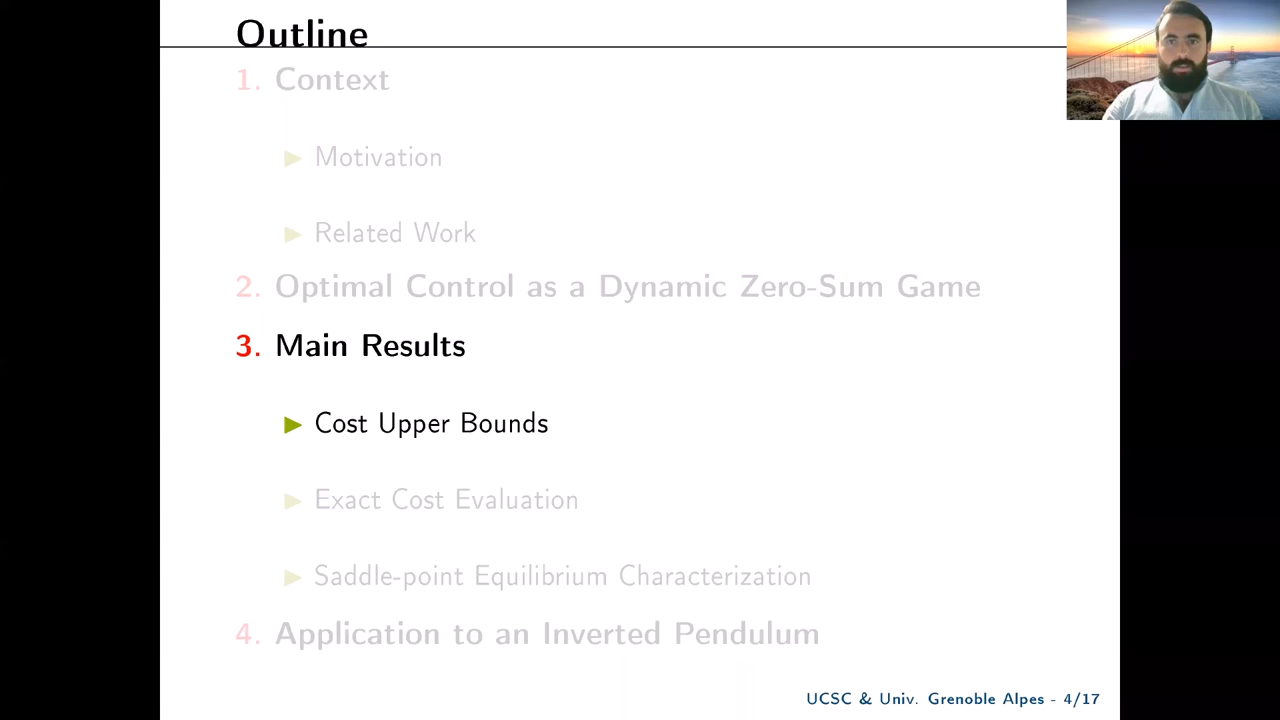 Outline
1. Context
▶ Motivation
▶ Related Work
2. Optimal Control as a Dynamic Zero-Sum Game
3. Main Results
▶ Cost Upper Bounds
▶ Exact Cost Evaluation
▶ Saddle-point Equilibrium Characterization
4. Application to an Inverted Pendulum
UCSC & Univ. Grenoble Alpes - 4/17